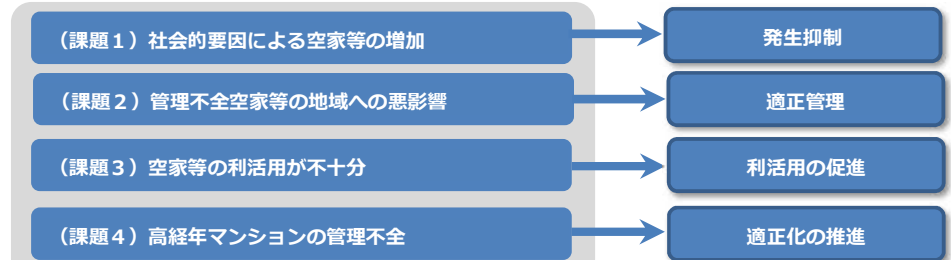 (課題1)社会的要因による空家等の増加
発生抑制
(課題2)管理不全空家等の地域への悪影響
適正管理
(課題3)空家等の利活用が不十分
利活用の促進
(課題4)高経年マンションの管理不全
適正化の推進